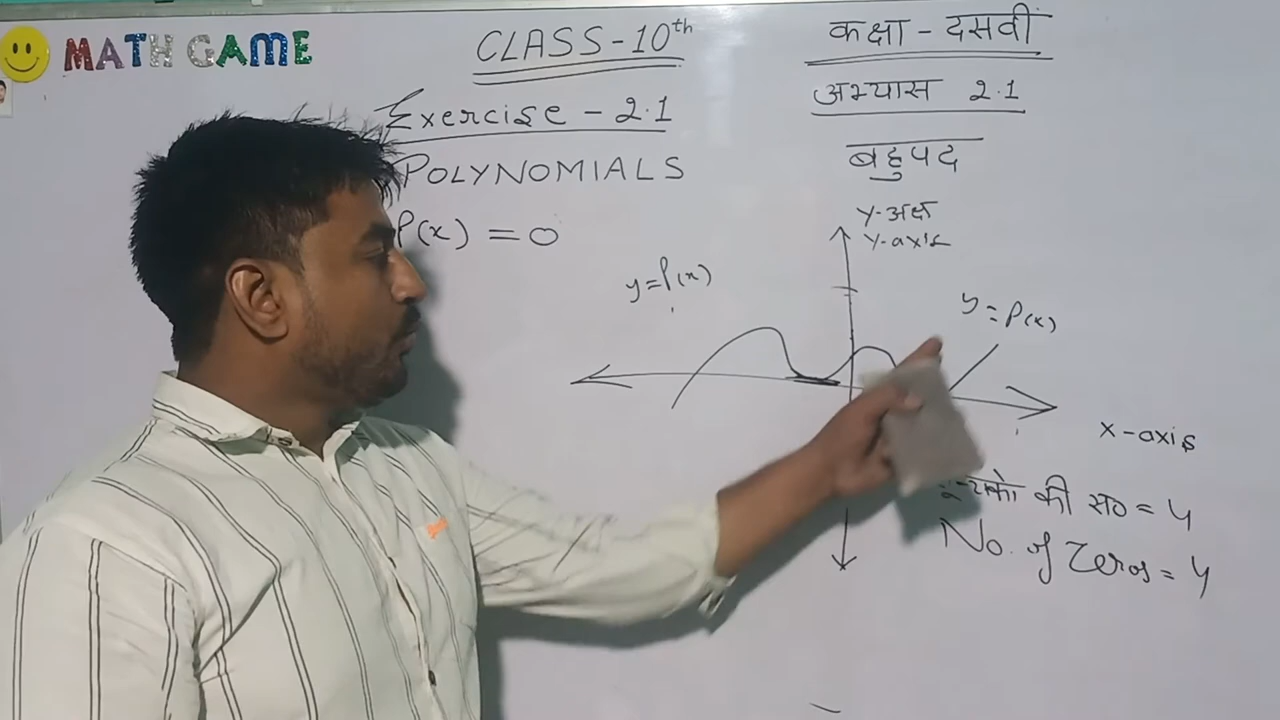 MATH GAME
CLASS-10th
कक्षा - दसवी
Exercise - 2.1
अभ्यास 2.1
POLYNOMIALS
बहुपद
P(x) = 0
y-अक्ष
y-axis
y=P(x)
y=P(x)
x-axis
की स० = 4
No. of Zeros = 4